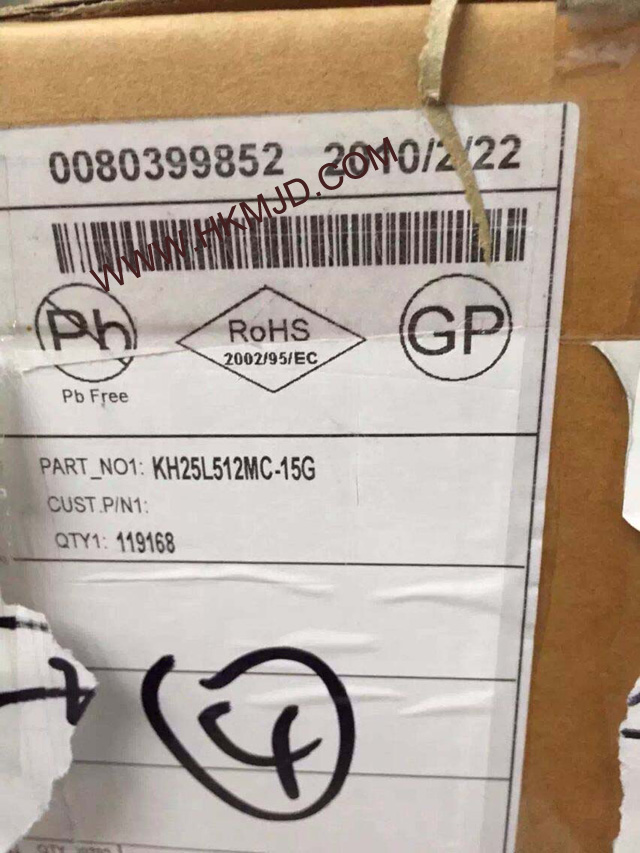 0080399852 2010/2/22
WWW.HKMJD.COM
Pb RoHS 2002/95/EC GP
Pb Free
PART_NO1: KH25L512MC-15G
CUST.P/N1:
QTY1: 119168
4
QTY